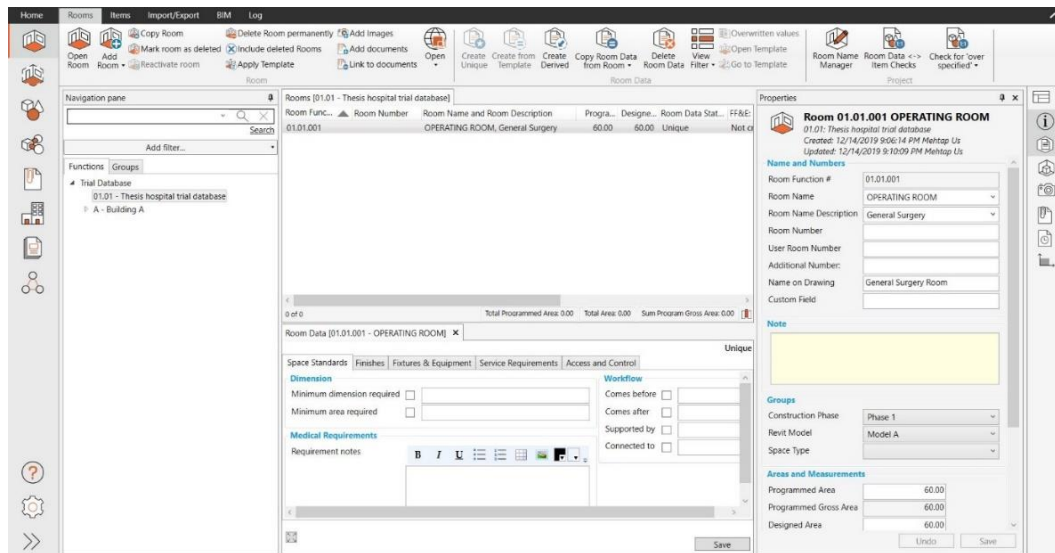 Home Rooms Items Import/Export BIM Log
Open Room
Add Room
Copy Room
Mark room as deleted
Reactivate room
Delete Room permanently
Include deleted Rooms
Apply Template
Add Images
Add documents
Link to documents
Room
Open
Create Unique
Create from Template
Create Derived
Copy Room Data from Room
Delete Room Data
View Filter
Overwritten values
Open Template
Go to Template
Room Data
Room Name Manager
Room Data <-> Item Checks
Check for 'over specified'
Project
Navigation pane
Search
Add filter...
Functions Groups
Trial Database
01.01 - Thesis hospital trial database
A - Building A
Rooms [01.01 - Thesis hospital trial database]
Room Func... Room Number Room Name and Room Description Progra... Designe... Room Data Stat... FF&E:
01.01.001 OPERATING ROOM, General Surgery 60.00 60.00 Unique Not cr
0 of 0 Total Programmed Area: 0.00 Total Area: 0.00 Sum Program Gross Area: 0.00
Room Data [01.01.001 - OPERATING ROOM]
Unique
Space Standards Finishes Fixtures & Equipment Service Requirements Access and Control
Dimension
Minimum dimension required
Minimum area required
Medical Requirements
Requirement notes
B I U
Workflow
Comes before
Comes after
Supported by
Connected to
Save
Properties
Room 01.01.001 OPERATING ROOM
01.01: Thesis hospital trial database
Created: 12/14/2019 9:06:14 PM Mehtap Us
Updated: 12/14/2019 9:10:09 PM Mehtap Us
Name and Numbers
Room Function # 01.01.001
Room Name OPERATING ROOM
Room Name Description General Surgery
Room Number
User Room Number
Additional Number:
Name on Drawing General Surgery Room
Custom Field
Note
Groups
Construction Phase Phase 1
Revit Model Model A
Space Type
Areas and Measurements
Programmed Area 60.00
Programmed Gross Area 60.00
Designed Area 60.00
Undo Save